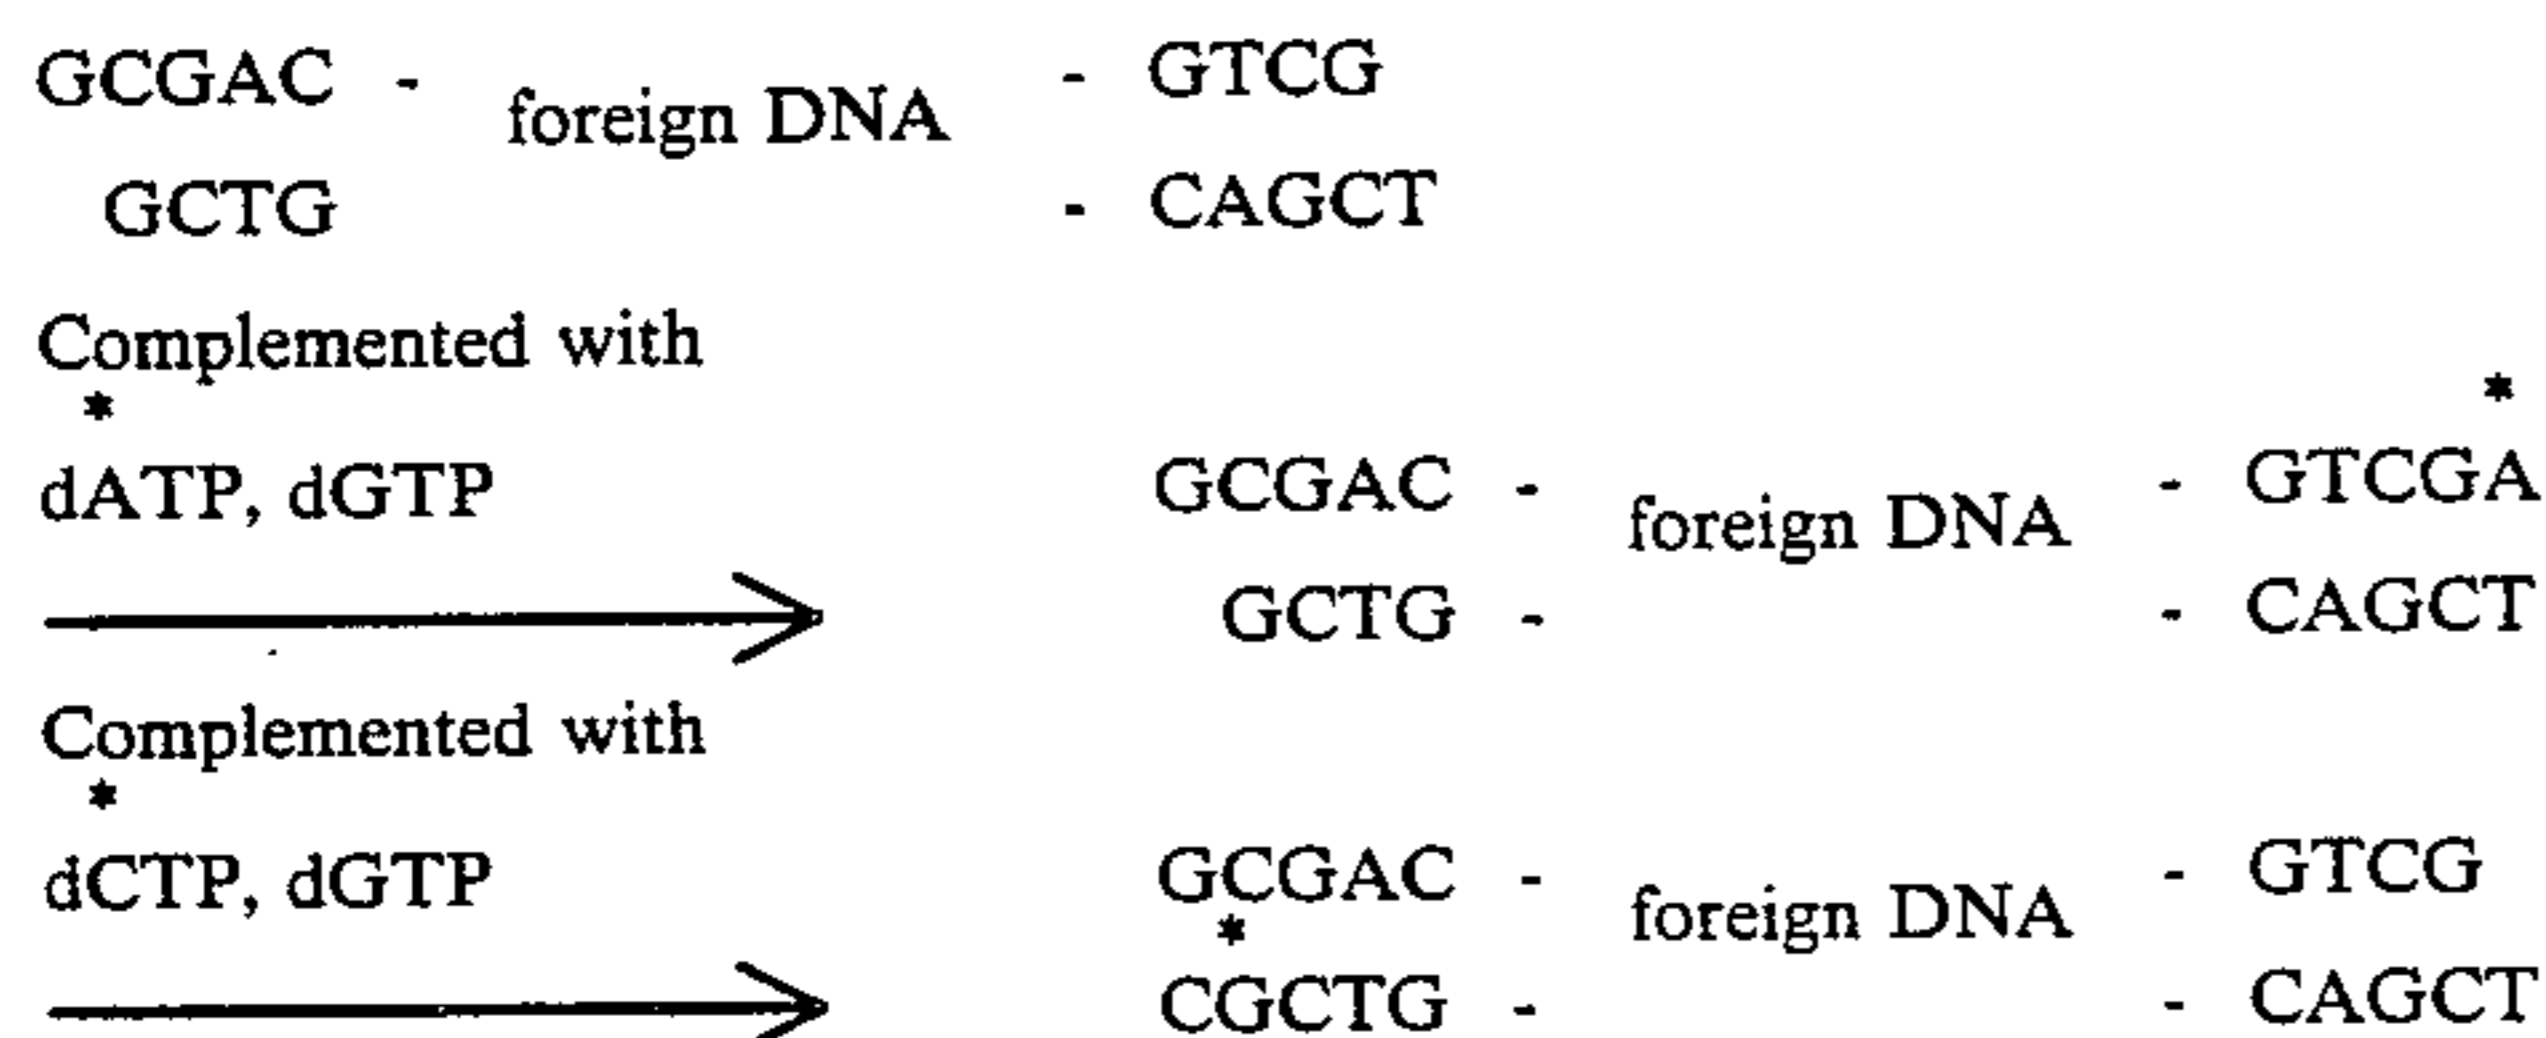 GCGAC - foreign DNA - GTCG
GCTG - CAGCT
Complemented with
* *
dATP, dGTP GCGAC - foreign DNA - GTCGA
GCTG - - CAGCT
Complemented with
*
dCTP, dGTP GCGAC - foreign DNA - GTCG
*
CGCTG - - CAGCT